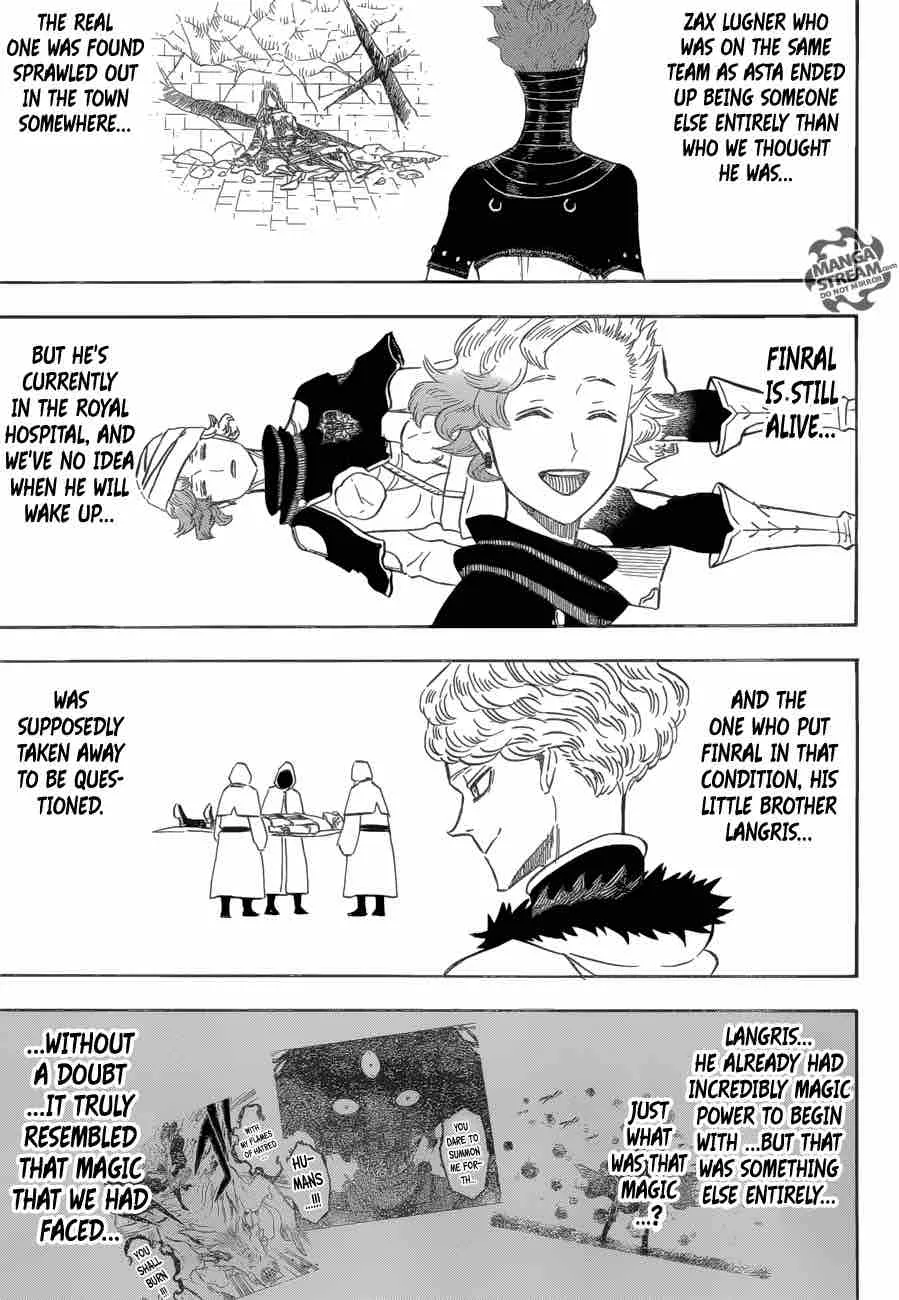 ZAX LUGNER WHO
WAS ON THE SAME
TEAM AS ASTA ENDED
UP BEING SOMEONE
ELSE ENTIRELY THAN
WHO WE THOUGHT
HE WAS...
THE REAL
ONE WAS FOUND
SPRAWLED OUT
IN THE TOWN
SOMEWHERE...
MANGA
STREAM.com
DO NOT MIRROR
FINRAL
IS STILL
ALIVE...
BUT HE'S
CURRENTLY
IN THE ROYAL
HOSPITAL, AND
WE'VE NO IDEA
WHEN HE WILL
WAKE UP...
AND THE
ONE WHO PUT
FINRAL IN THAT
CONDITION, HIS
LITTLE BROTHER
LANGRIS...
WAS
SUPPOSEDLY
TAKEN AWAY
TO BE QUES-
TIONED.
LANGRIS...
HE ALREADY HAD
INCREDIBLY MAGIC
POWER TO BEGIN
WITH ...BUT THAT
WAS SOMETHING
ELSE ENTIRELY...
JUST
WHAT
WAS THAT
MAGIC
...?
YOU
DARE TO
SUMMON
ME FOR-
TH...
HU-
MANS
!!!
WITH
MY FLAMES
OF HATRED
YOU
SHALL
BURN
!!!
...WITHOUT
A DOUBT
...IT TRULY
RESEMBLED
THAT MAGIC
THAT WE HAD
FACED...